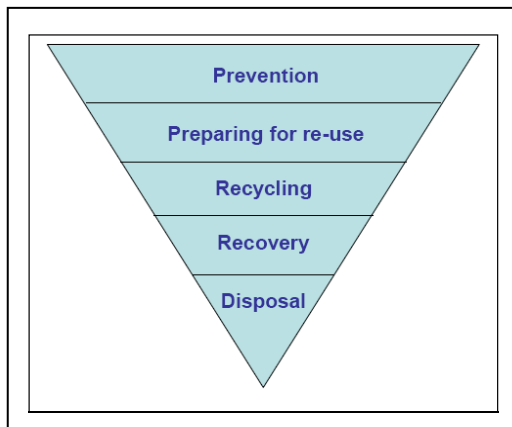 Prevention
Preparing for re-use
Recycling
Recovery
Disposal